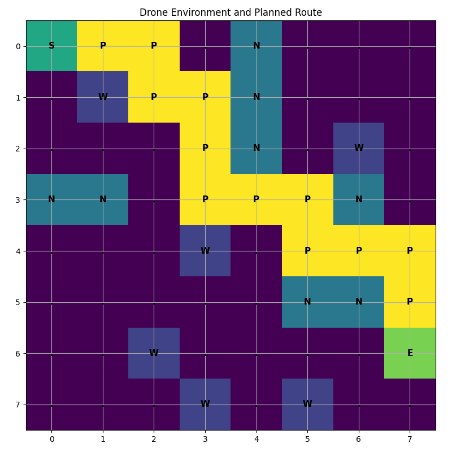 Drone Environment and Planned Route
0 S P P . N . . .
1 . W P P N . . .
2 . . . P N . W .
3 N N . P P P N .
4 . . . W . P P P
5 . . . . . N N P
6 . . W . . . . E
7 . . . W . W . .
0 1 2 3 4 5 6 7